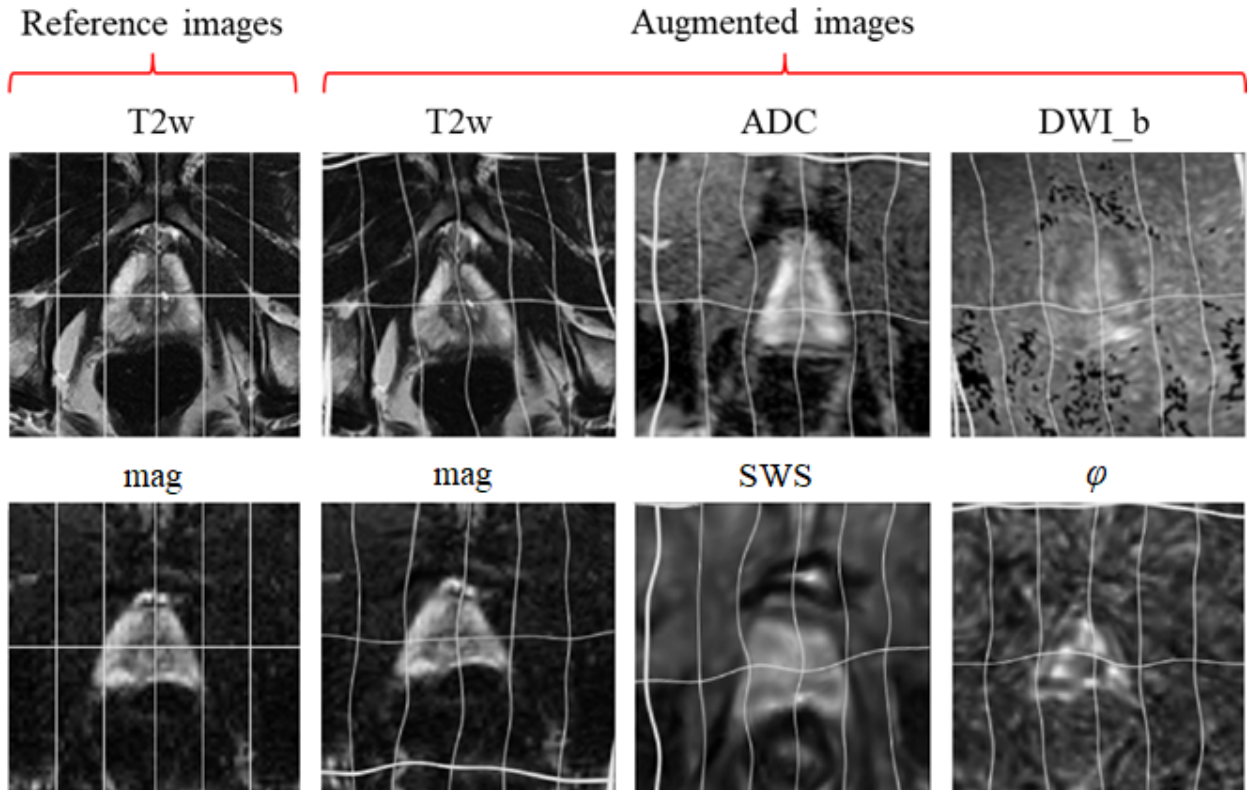 Reference images
Augmented images
T2w
T2w
ADC
DWI_b
mag
mag
SWS
φ